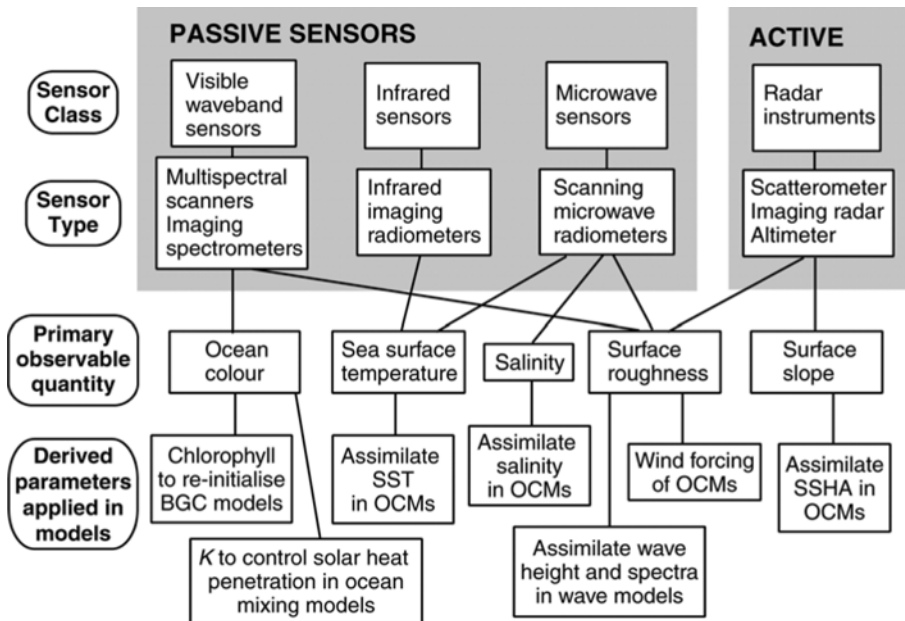 PASSIVE SENSORS
ACTIVE
Sensor
Class
Visible
waveband
sensors
Infrared
sensors
Microwave
sensors
Radar
instruments
Sensor
Type
Multispectral
scanners
Imaging
spectrometers
Infrared
imaging
radiometers
Scanning
microwave
radiometers
Scatterometer
Imaging radar
Altimeter
Primary
observable
quantity
Ocean
colour
Sea surface
temperature
Salinity
Surface
roughness
Surface
slope
Derived
parameters
applied in
models
Chlorophyll
to re-initialise
BGC models
Assimilate
SST
in OCMs
Assimilate
salinity
in OCMs
Wind forcing
of OCMs
Assimilate
SSHA in
OCMs
K to control solar heat
penetration in ocean
mixing models
Assimilate wave
height and spectra
in wave models